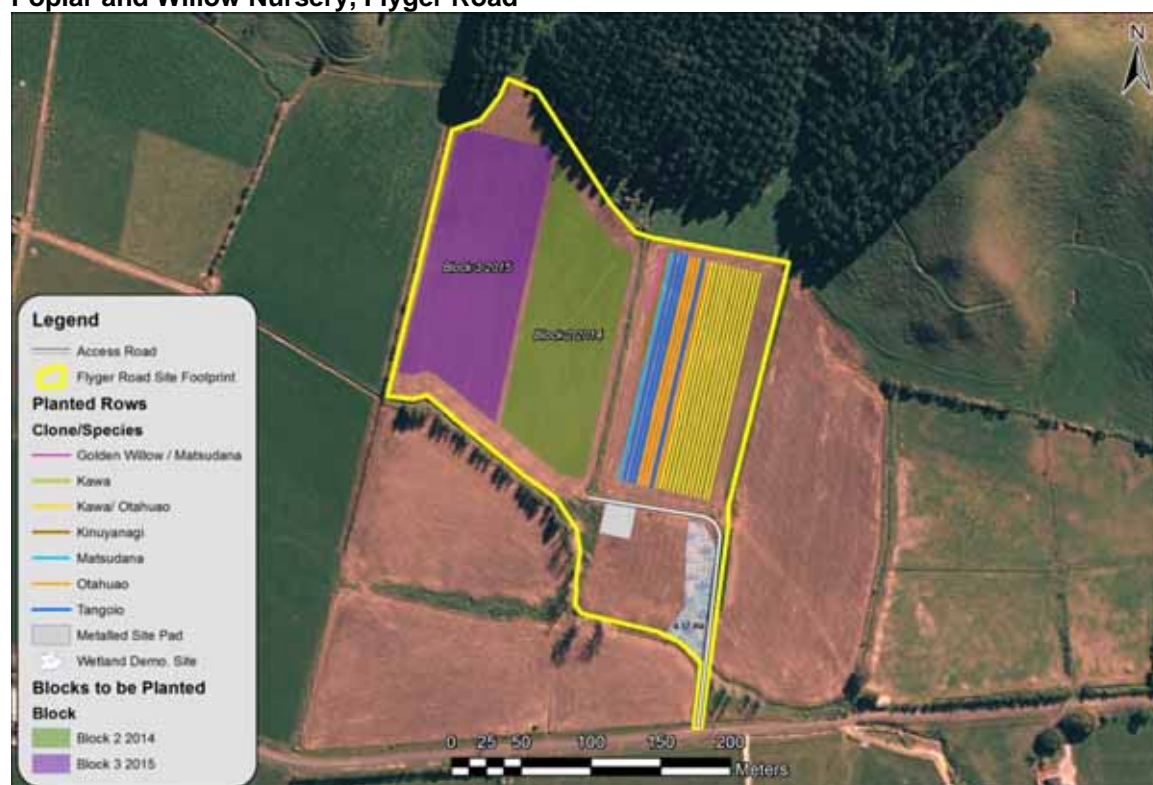 Poplar and Willow Nursery, Flyger Road
N
Block 3 2015
Block 2 2014
Legend
Access Road
Flyger Road Site Footprint
Planted Rows
Clone/Species
Golden Willow / Matsudana
Kawa
Kawa/ Otahuao
Kinuyanagi
Matsudana
Otahuao
Tangoio
Metalled Site Pad
Wetland Demo. Site
Blocks to be Planted
Block
Block 2 2014
Block 3 2015
0 25 50 100 150 200
Meters